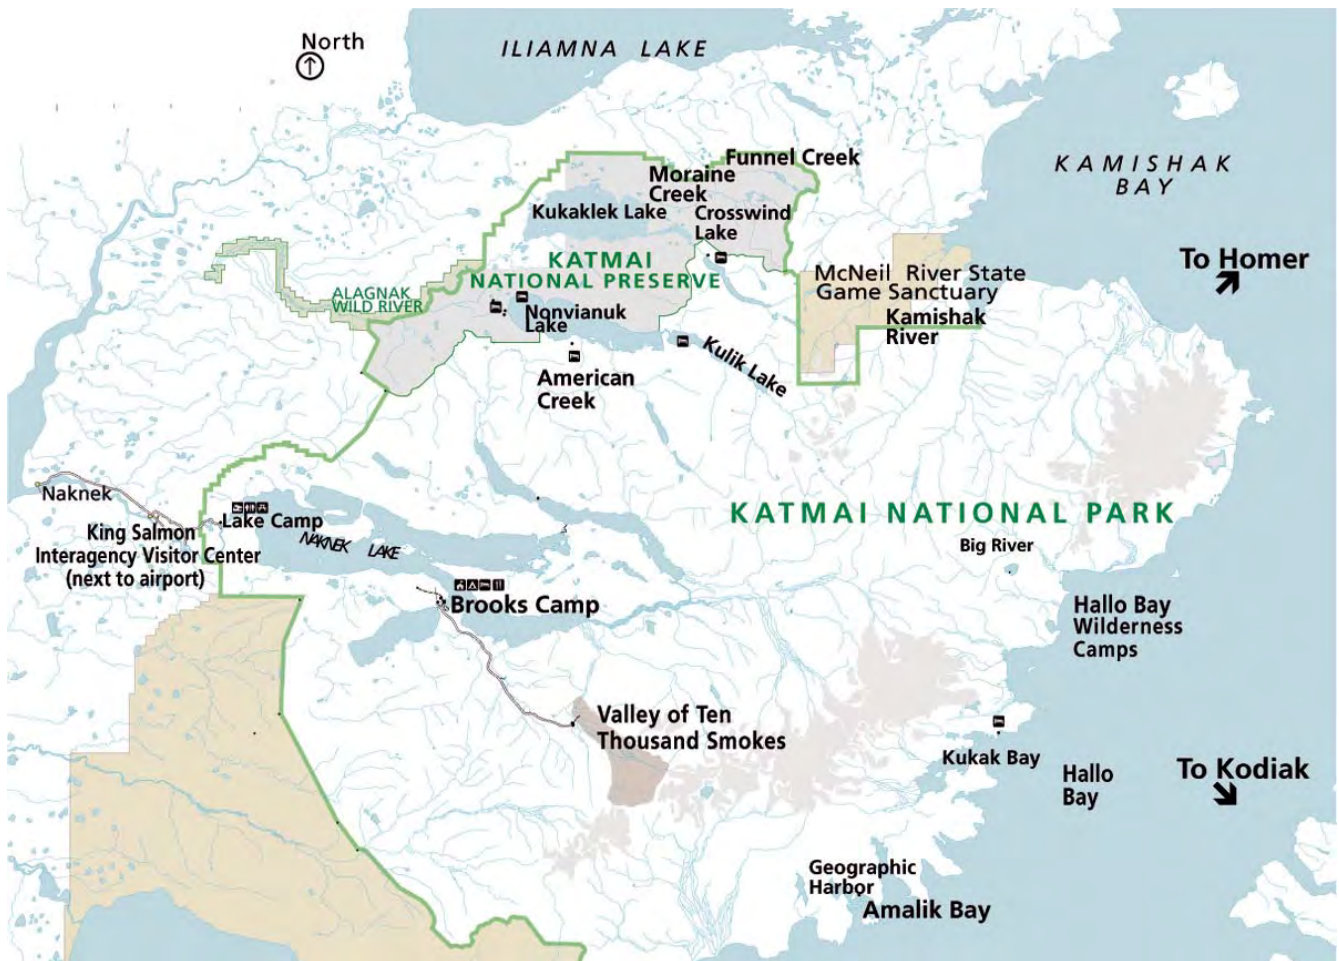 North
ILIAMNA LAKE
Funnel Creek
Moraine
Creek
KAMISHAK
BAY
Kukaklek Lake
Crosswind
Lake
KATMAI
NATIONAL PRESERVE
To Homer
McNeil River State
Game Sanctuary
ALAGNAK
WILD RIVER
Nonvianuk
Lake
Kamishak
River
Kulik Lake
American
Creek
Naknek
KATMAI NATIONAL PARK
Lake Camp
King Salmon
Interagency Visitor Center
(next to airport)
NAKNEK LAKE
Big River
Brooks Camp
Hallo Bay
Wilderness
Camps
Valley of Ten
Thousand Smokes
Kukak Bay
Hallo
Bay
To Kodiak
Geographic
Harbor
Amalik Bay